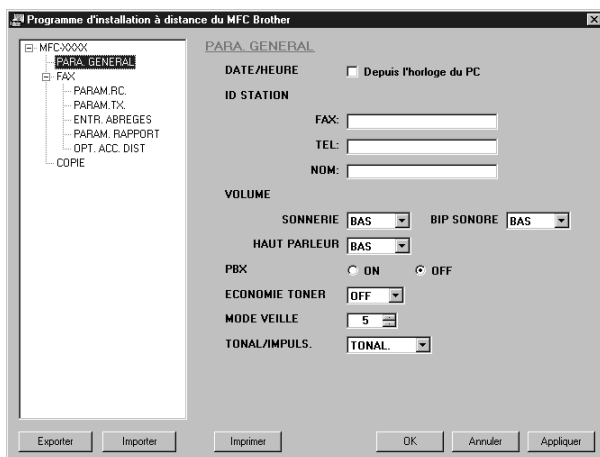 Programme d'installation à distance du MFC Brother
MFC-XXXX
PARA. GENERAL
FAX
PARAM.RC.
PARAM.TX.
ENTR. ABREGES
PARAM. RAPPORT
OPT. ACC. DIST
COPIE
PARA. GENERAL
DATE/HEURE Depuis l'horloge du PC
ID STATION
FAX:
TEL:
NOM:
VOLUME
SONNERIE BAS BIP SONORE BAS
HAUT PARLEUR BAS
PBX ON OFF
ECONOMIE TONER OFF
MODE VEILLE 5
TONAL/IMPULS. TONAL.
Exporter Importer Imprimer OK Annuler Appliquer